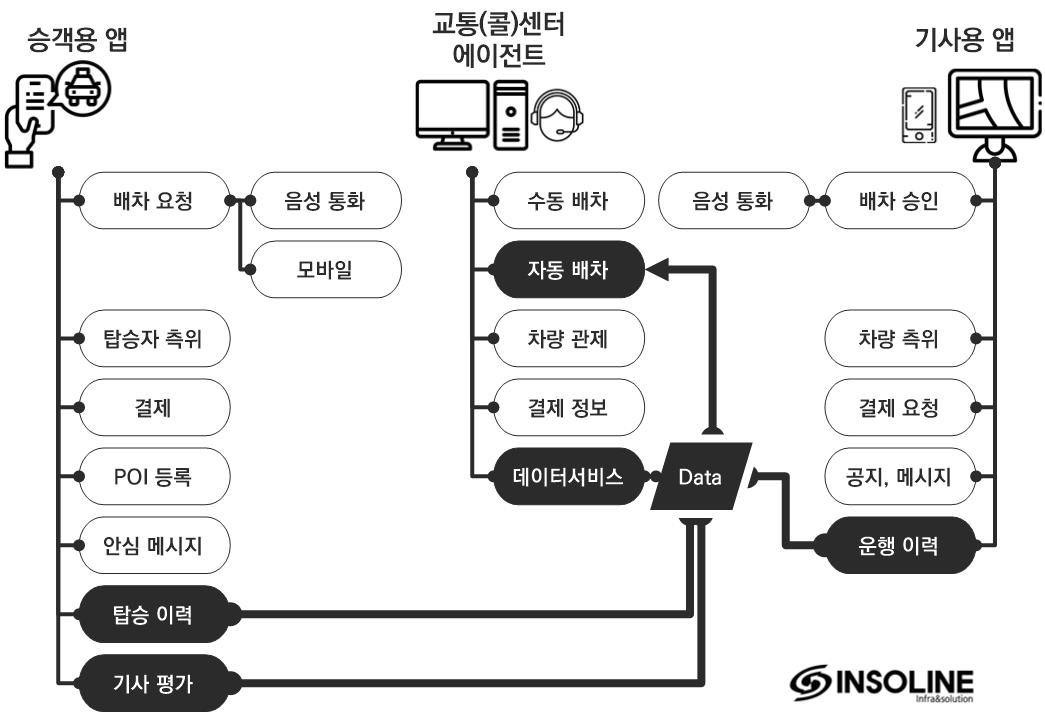 승객용 앱
교통(콜)센터
에이전트
기사용 앱
배차 요청
음성 통화
모바일
탑승자 측위
결제
POI 등록
안심 메시지
탑승 이력
기사 평가
수동 배차
자동 배차
차량 관제
결제 정보
데이터서비스
Data
음성 통화
배차 승인
차량 측위
결제 요청
공지, 메시지
운행 이력
INSOLINE
Infra&solution